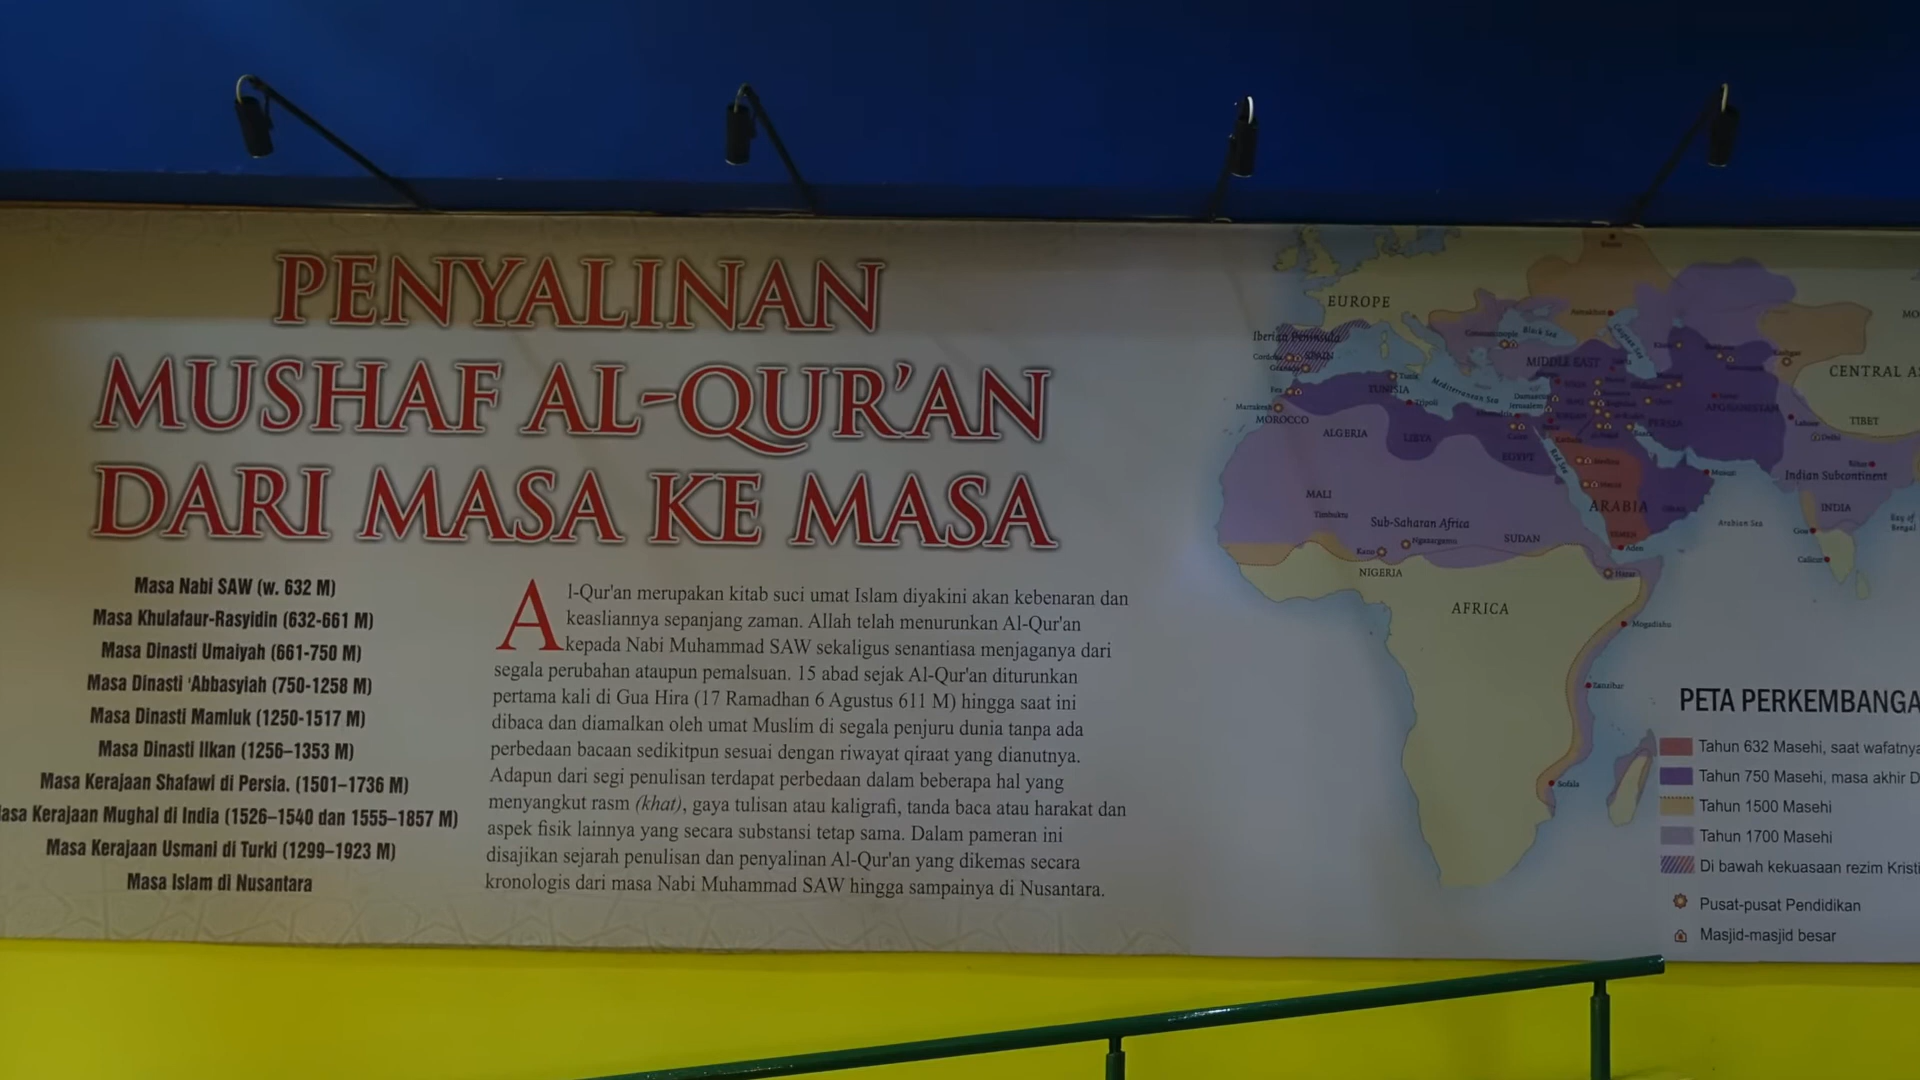 PENYALINAN
MUSHAF AL-QUR'AN
DARI MASA KE MASA
Masa Nabi SAW (w. 632 M)
Masa Khulafaur-Rasyidin (632-661 M)
Masa Dinasti Umaiyah (661-750 M)
Masa Dinasti 'Abbasyiah (750-1258 M)
Masa Dinasti Mamluk (1250-1517 M)
Masa Dinasti Ilkan (1256–1353 M)
Masa Kerajaan Shafawi di Persia. (1501–1736 M)
asa Kerajaan Mughal di India (1526–1540 dan 1555–1857 M)
Masa Kerajaan Usmani di Turki (1299–1923 M)
Masa Islam di Nusantara
Al-Qur'an merupakan kitab suci umat Islam diyakini akan kebenaran dan
keasliannya sepanjang zaman. Allah telah menurunkan Al-Qur'an
kepada Nabi Muhammad SAW sekaligus senantiasa menjaganya dari
segala perubahan ataupun pemalsuan. 15 abad sejak Al-Qur'an diturunkan
pertama kali di Gua Hira (17 Ramadhan 6 Agustus 611 M) hingga saat ini
dibaca dan diamalkan oleh umat Muslim di segala penjuru dunia tanpa ada
perbedaan bacaan sedikitpun sesuai dengan riwayat qiraat yang dianutnya.
Adapun dari segi penulisan terdapat perbedaan dalam beberapa hal yang
menyangkut rasm (khat), gaya tulisan atau kaligrafi, tanda baca atau harakat dan
aspek fisik lainnya yang secara substansi tetap sama. Dalam pameran ini
disajikan sejarah penulisan dan penyalinan Al-Qur'an yang dikemas secara
kronologis dari masa Nabi Muhammad SAW hingga sampainya di Nusantara.
EUROPE
Iberian Peninsula
SPAIN
Black Sea
Caspian Sea
MIDDLE EAST
CENTRAL AS
TIBET
TUNISIA
Tripoli
Mediterranean Sea
Damascus
Jerusalem
Fez
Marrakesh
MOROCCO
ALGERIA
LIBYA
EGYPT
Cairo
PERSIA
AFGHANISTAN
Delhi
Red Sea
Muscat
Indian Subcontinent
INDIA
Bay of
Bengal
ARABIA
YEMEN
Aden
Arabian Sea
Goa
Calicut
MALI
Timbuktu
Sub-Saharan Africa
Kano
Ngazargamo
SUDAN
NIGERIA
Harar
AFRICA
Mogadishu
Zanzibar
Sofala
PETA PERKEMBANGA
Tahun 632 Masehi, saat wafatnya
Tahun 750 Masehi, masa akhir D
Tahun 1500 Masehi
Tahun 1700 Masehi
Di bawah kekuasaan rezim Kristi
Pusat-pusat Pendidikan
Masjid-masjid besar